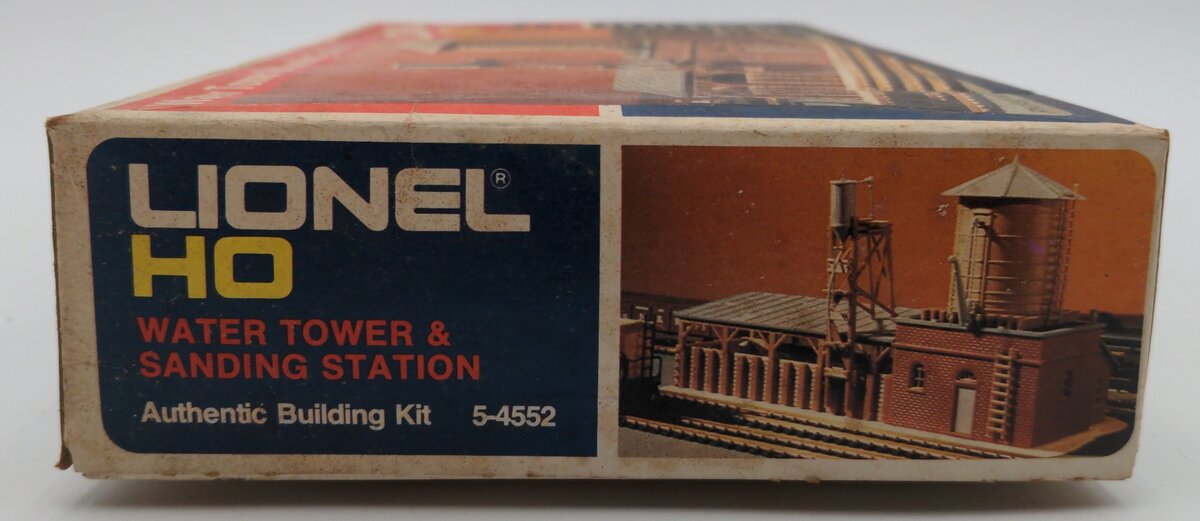 LIONEL®
HO
WATER TOWER &
SANDING STATION
Authentic Building Kit 5-4552